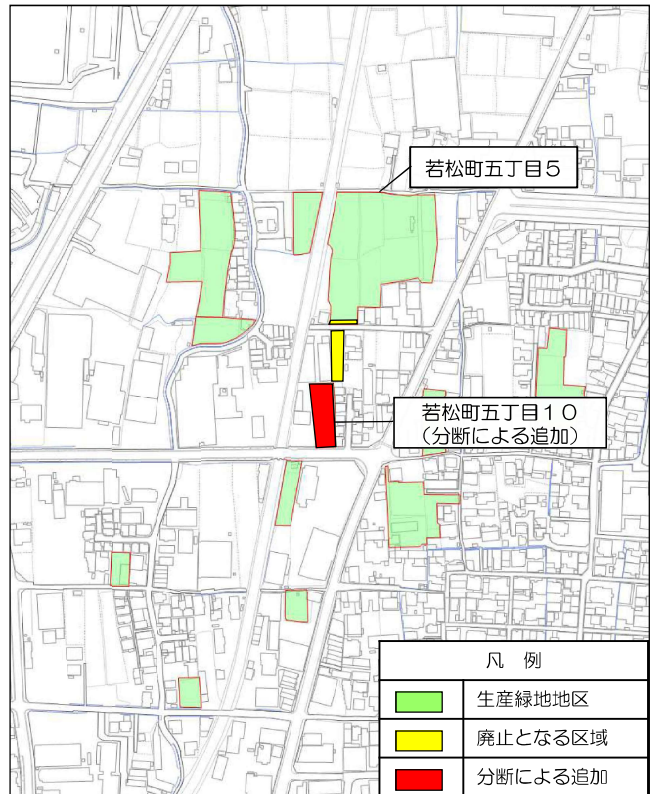 若松町五丁目5
若松町五丁目10
(分断による追加)
凡 例
生産緑地地区
廃止となる区域
分断による追加